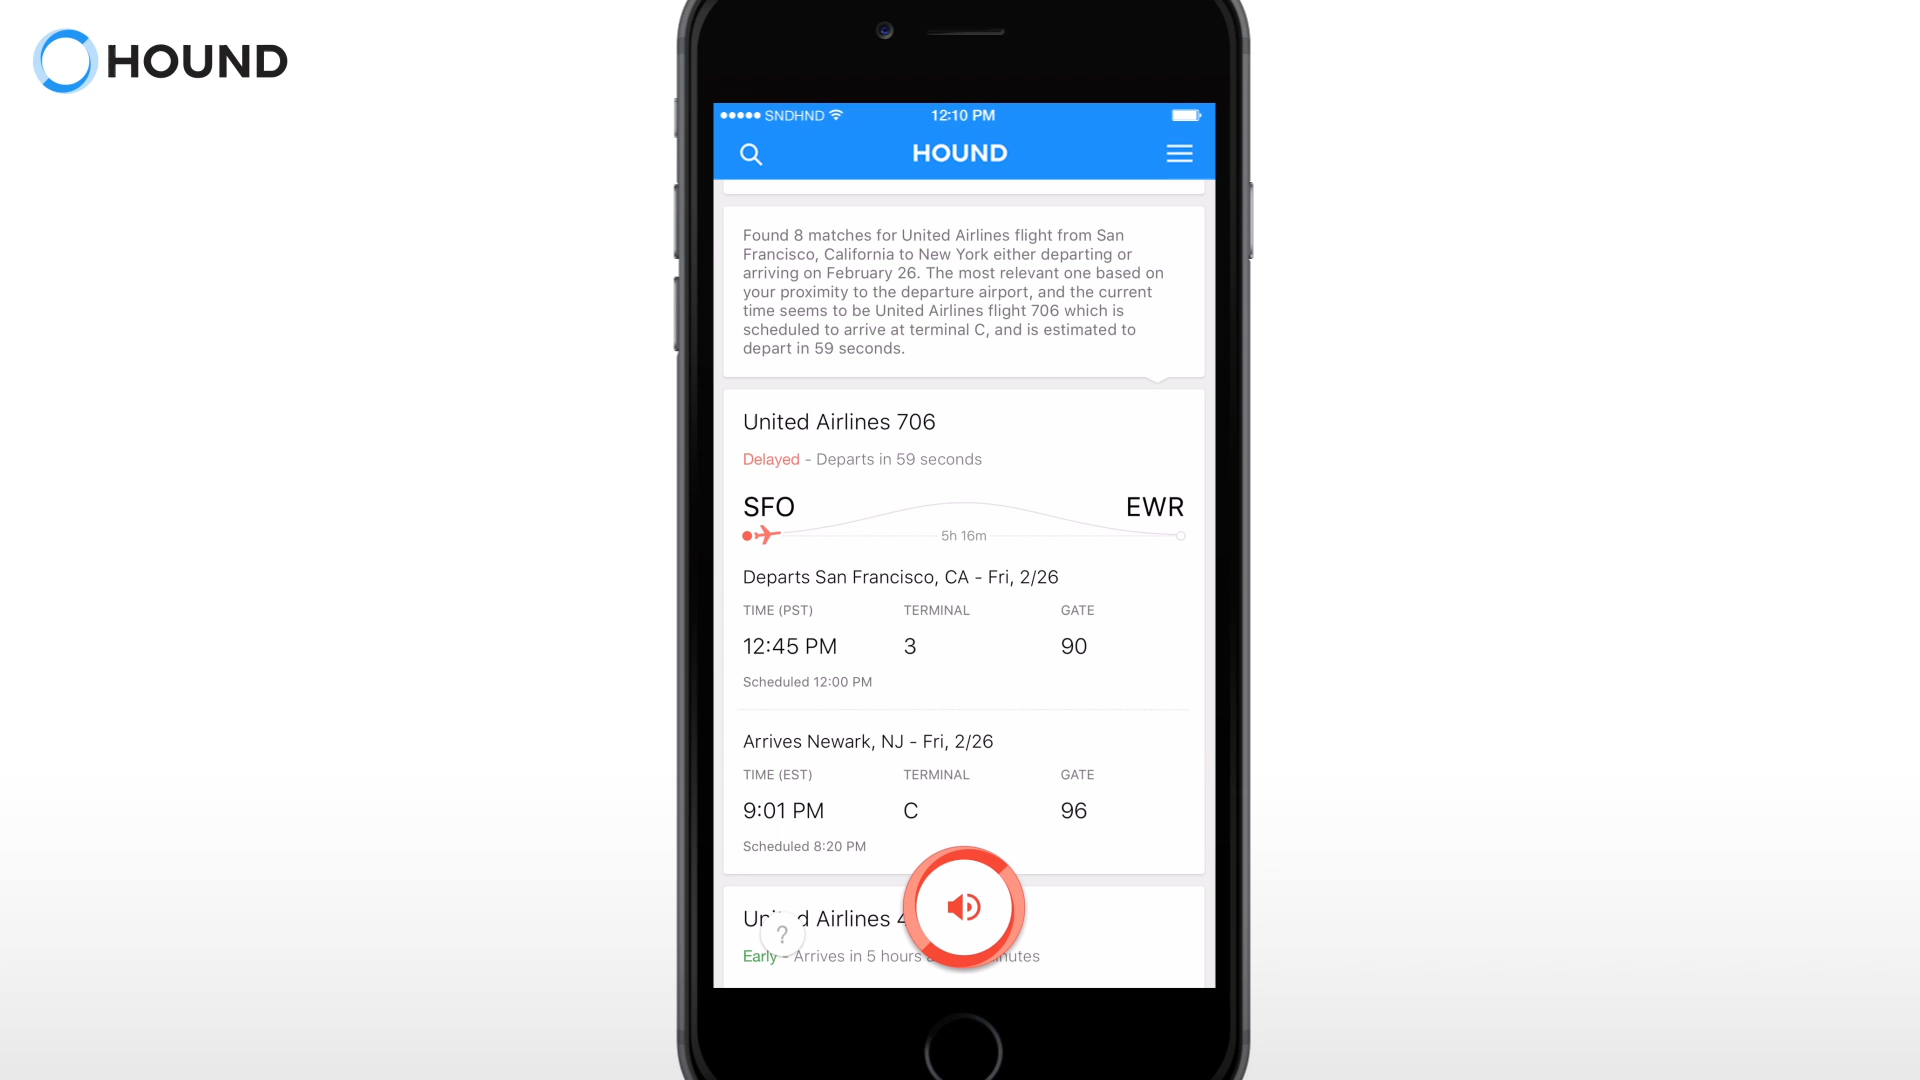 HOUND
SNDHND 12:10 PM
HOUND
Found 8 matches for United Airlines flight from San
Francisco, California to New York either departing or
arriving on February 26. The most relevant one based on
your proximity to the departure airport, and the current
time seems to be United Airlines flight 706 which is
scheduled to arrive at terminal C, and is estimated to
depart in 59 seconds.
United Airlines 706
Delayed - Departs in 59 seconds
SFO EWR
5h 16m
Departs San Francisco, CA - Fri, 2/26
TIME (PST) TERMINAL GATE
12:45 PM 3 90
Scheduled 12:00 PM
Arrives Newark, NJ - Fri, 2/26
TIME (EST) TERMINAL GATE
9:01 PM C 96
Scheduled 8:20 PM
Airlines
?
Early - Arrives in 5 hours